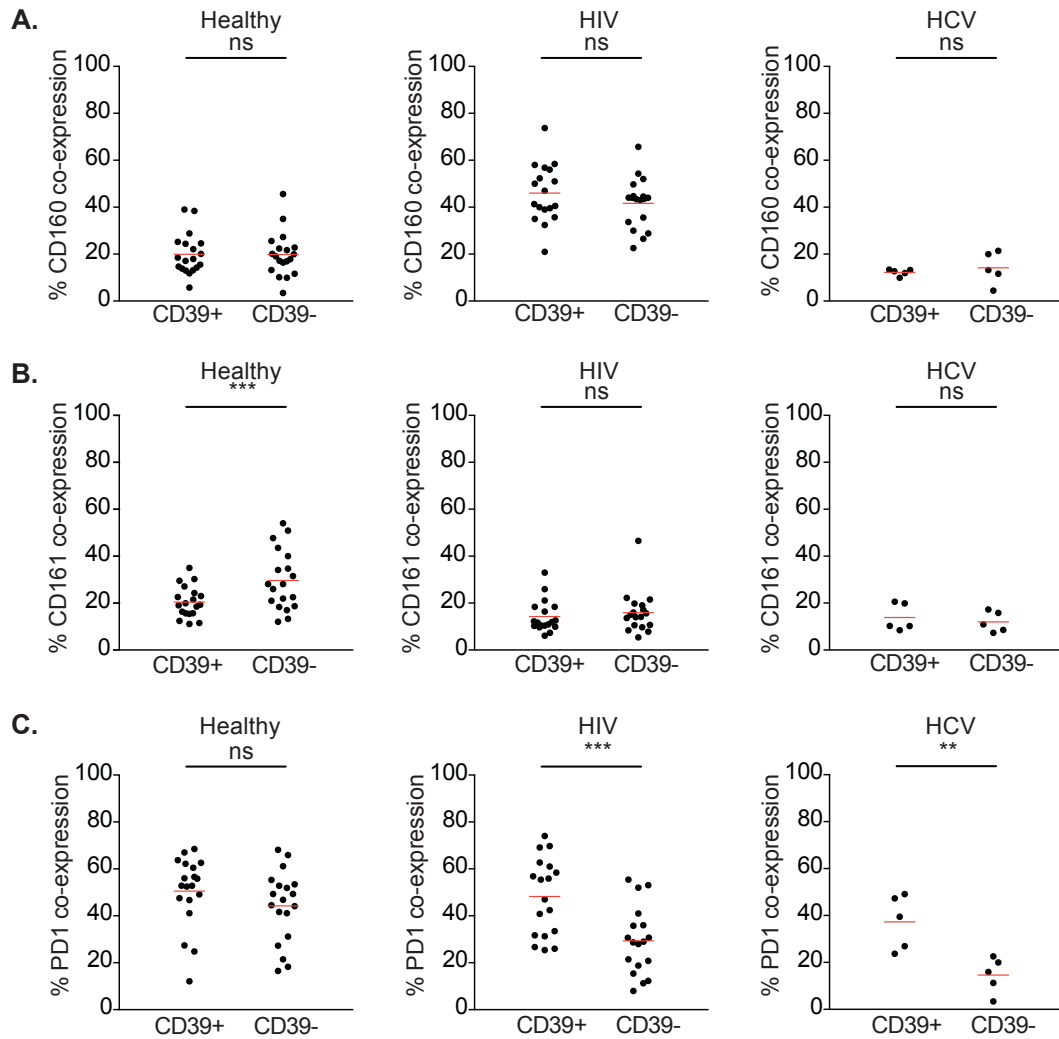 A.
Healthy
ns
% CD160 co-expression
100
80
60
40
20
0
CD39+ CD39-
HIV
ns
% CD160 co-expression
100
80
60
40
20
0
CD39+ CD39-
HCV
ns
% CD160 co-expression
100
80
60
40
20
0
CD39+ CD39-
B.
Healthy
***
% CD161 co-expression
100
80
60
40
20
0
CD39+ CD39-
HIV
ns
% CD161 co-expression
100
80
60
40
20
0
CD39+ CD39-
HCV
ns
% CD161 co-expression
100
80
60
40
20
0
CD39+ CD39-
C.
Healthy
ns
% PD1 co-expression
100
80
60
40
20
0
CD39+ CD39-
HIV
***
% PD1 co-expression
100
80
60
40
20
0
CD39+ CD39-
HCV
**
% PD1 co-expression
100
80
60
40
20
0
CD39+ CD39-